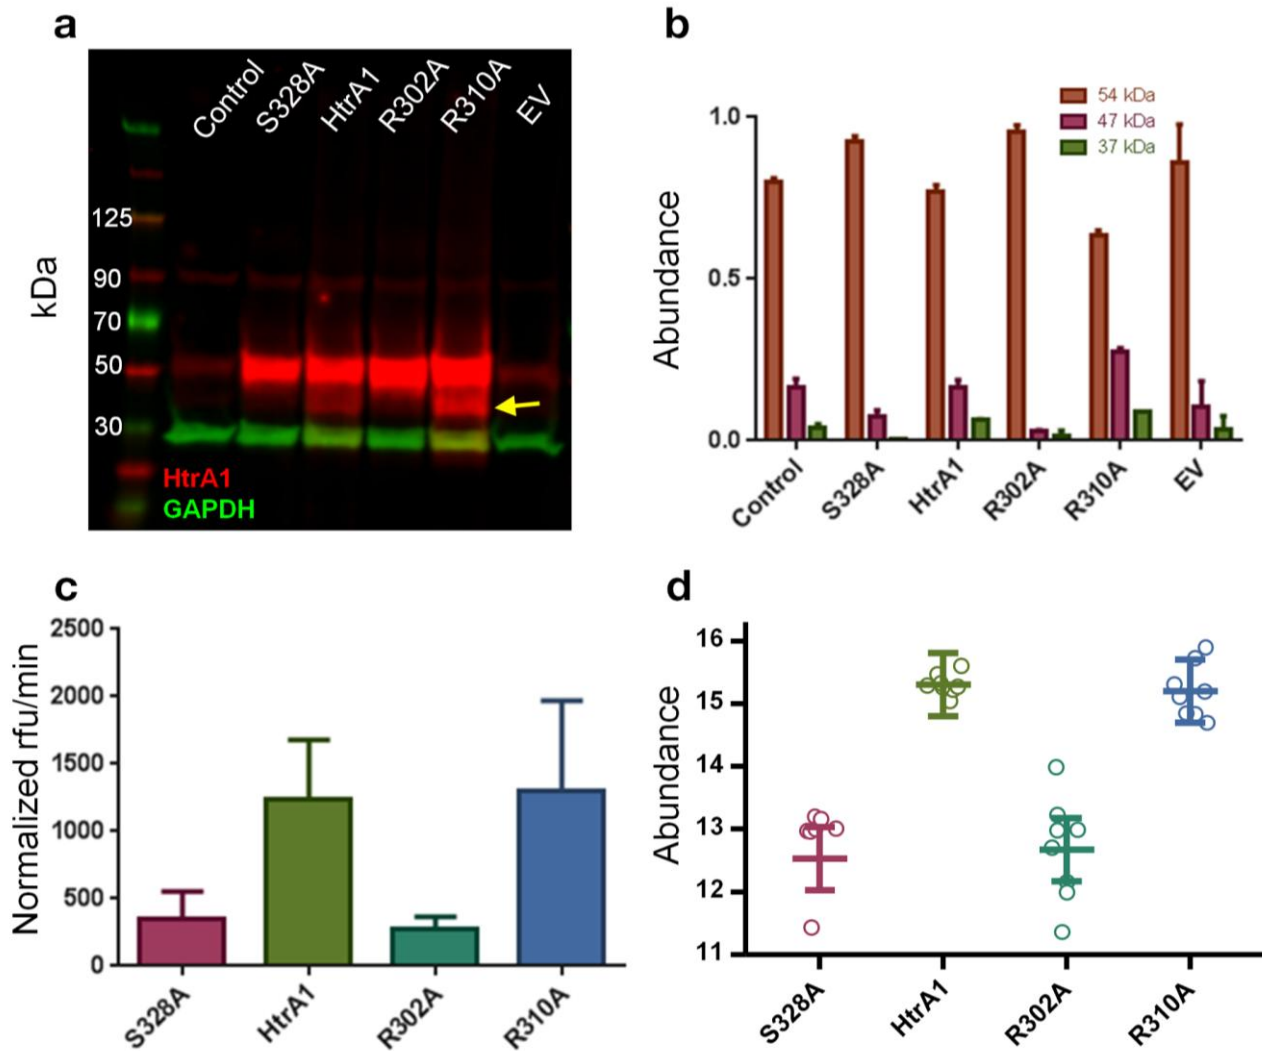 a
Control
S328A
HtrA1
R302A
R310A
EV
kDa
125
90
70
50
30
HtrA1
GAPDH
b
54 kDa
47 kDa
37 kDa
Abundance
1.0
0.5
0.0
Control
S328A
HtrA1
R302A
R310A
EV
c
Normalized rfu/min
2500
2000
1500
1000
500
0
S328A
HtrA1
R302A
R310A
d
Abundance
16
15
14
13
12
11
S328A
HtrA1
R302A
R310A